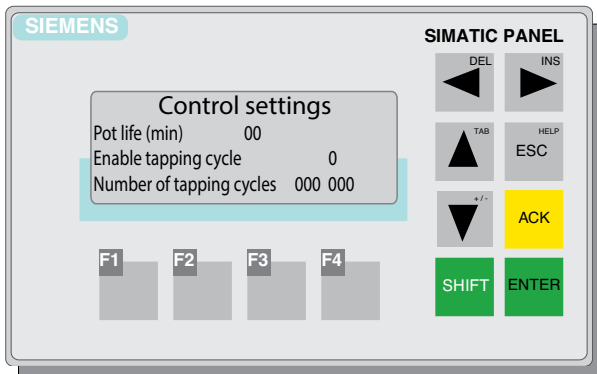 SIEMENS
SIMATIC PANEL
DEL
INS
Control settings
Pot life (min) 00
Enable tapping cycle 0
Number of tapping cycles 000 000
TAB
HELP
ESC
+/-
ACK
F1 F2 F3 F4
SHIFT
ENTER